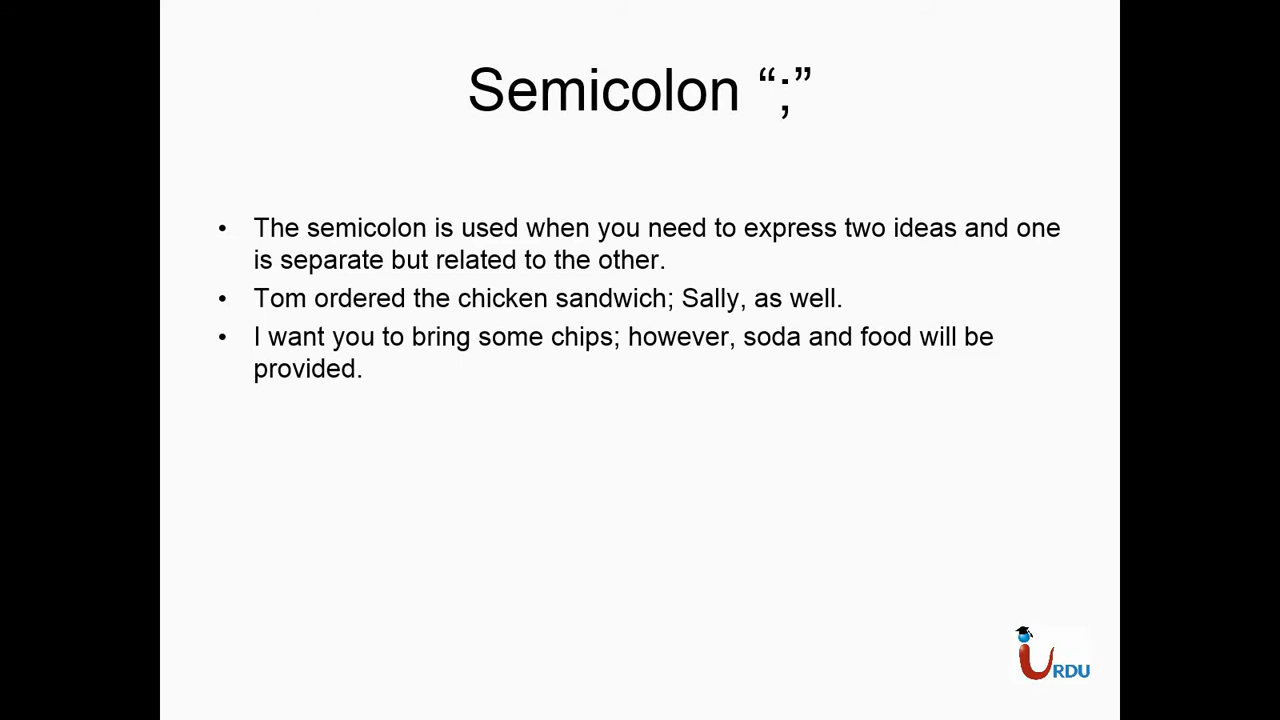 Semicolon “;”
• The semicolon is used when you need to express two ideas and one
is separate but related to the other.
• Tom ordered the chicken sandwich; Sally, as well.
• I want you to bring some chips; however, soda and food will be
provided.
iURDU